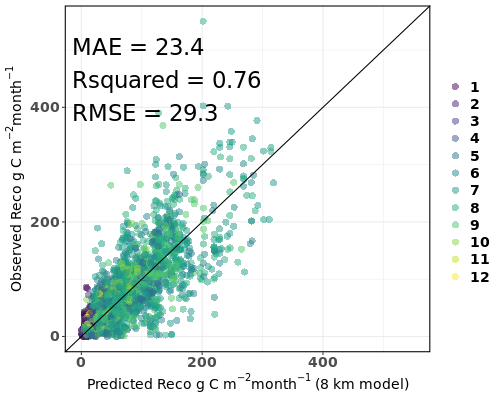 MAE = 23.4
Rsquared = 0.76
RMSE = 29.3
Observed Reco g C m⁻²month⁻¹
400
200
0
0 200 400
Predicted Reco g C m⁻²month⁻¹ (8 km model)
1
2
3
4
5
6
7
8
9
10
11
12